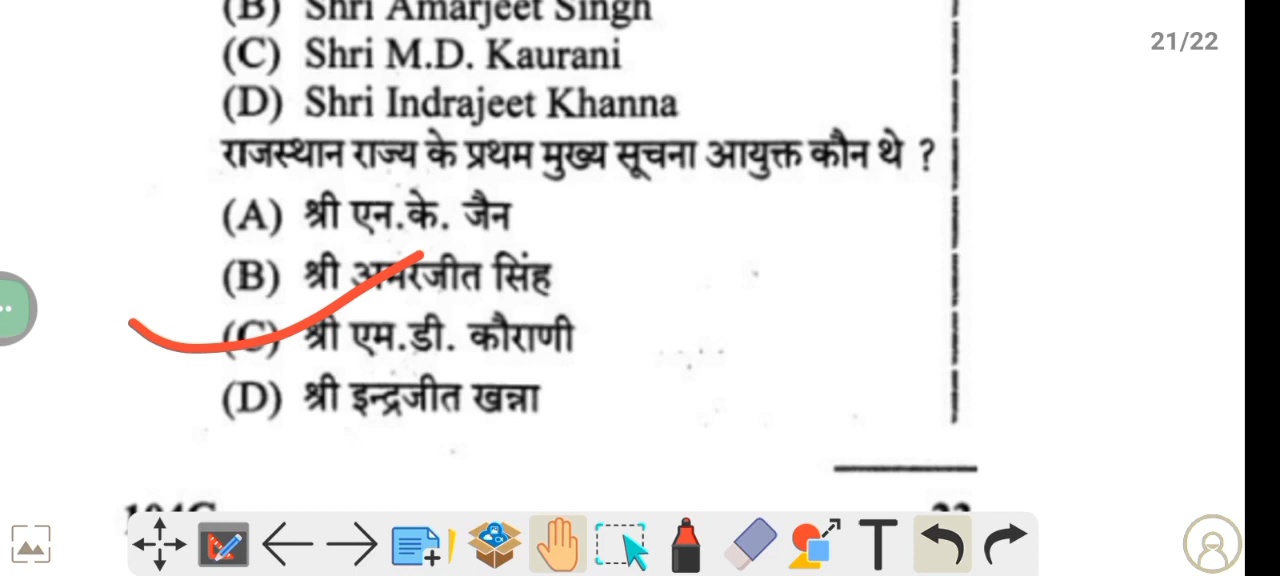 (B) Shri Amarjeet Singh
21/22
(C) Shri M.D. Kaurani
(D) Shri Indrajeet Khanna
राजस्थान राज्य के प्रथम मुख्य सूचना आयुक्त कौन थे ?
(A) श्री एन.के. जैन
(B) श्री अमरजीत सिंह
(C) श्री एम.डी. कौराणी
(D) श्री इन्द्रजीत खन्ना